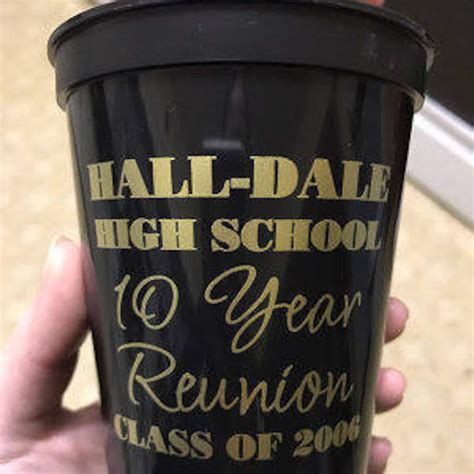 HALL-DALE
HIGH SCHOOL
10 Year
Reunion
CLASS OF 2006